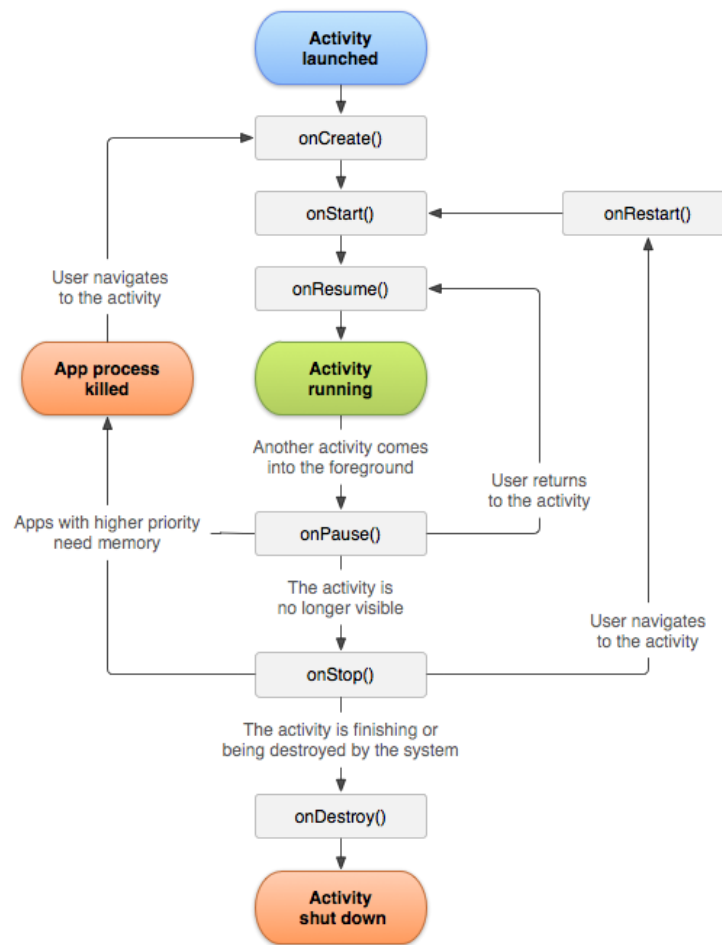 Activity
launched
onCreate()
onStart()
onRestart()
User navigates
to the activity
onResume()
App process
killed
Activity
running
Another activity comes
into the foreground
User returns
to the activity
Apps with higher priority
need memory
onPause()
The activity is
no longer visible
User navigates
to the activity
onStop()
The activity is finishing or
being destroyed by the system
onDestroy()
Activity
shut down